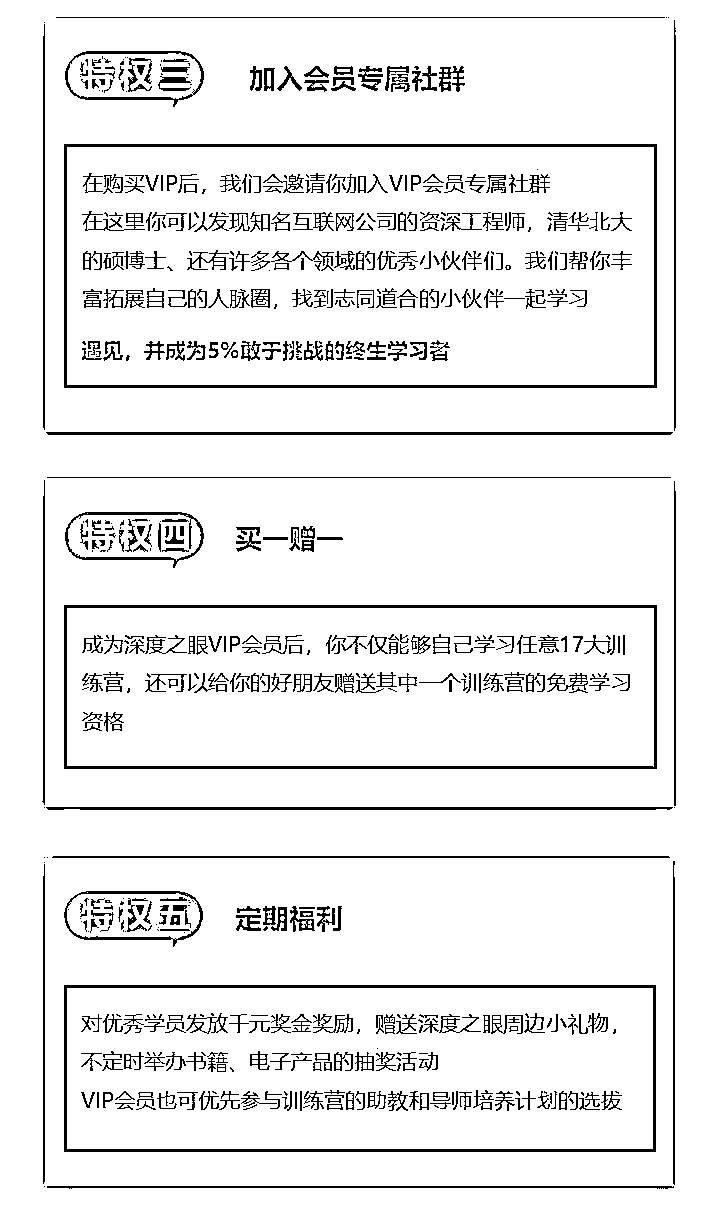 特权三 加入会员专属社群
在购买VIP后，我们会邀请你加入VIP会员专属社群
在这里你可以发现知名互联网公司的资深工程师，清华北大
的硕博士、还有许多各个领域的优秀小伙伴们。我们帮你丰
富拓展自己的人脉圈，找到志同道合的小伙伴一起学习
遇见，并成为5%敢于挑战的终生学习者
特权四 买一赠一
成为深度之眼VIP会员后，你不仅能够自己学习任意17大训
练营，还可以给你的好朋友赠送其中一个训练营的免费学习
资格
特权五 定期福利
对优秀学员发放千元奖金奖励，赠送深度之眼周边小礼物，
不定时举办书籍、电子产品的抽奖活动
VIP会员也可优先参与训练营的助教和导师培养计划的选拔